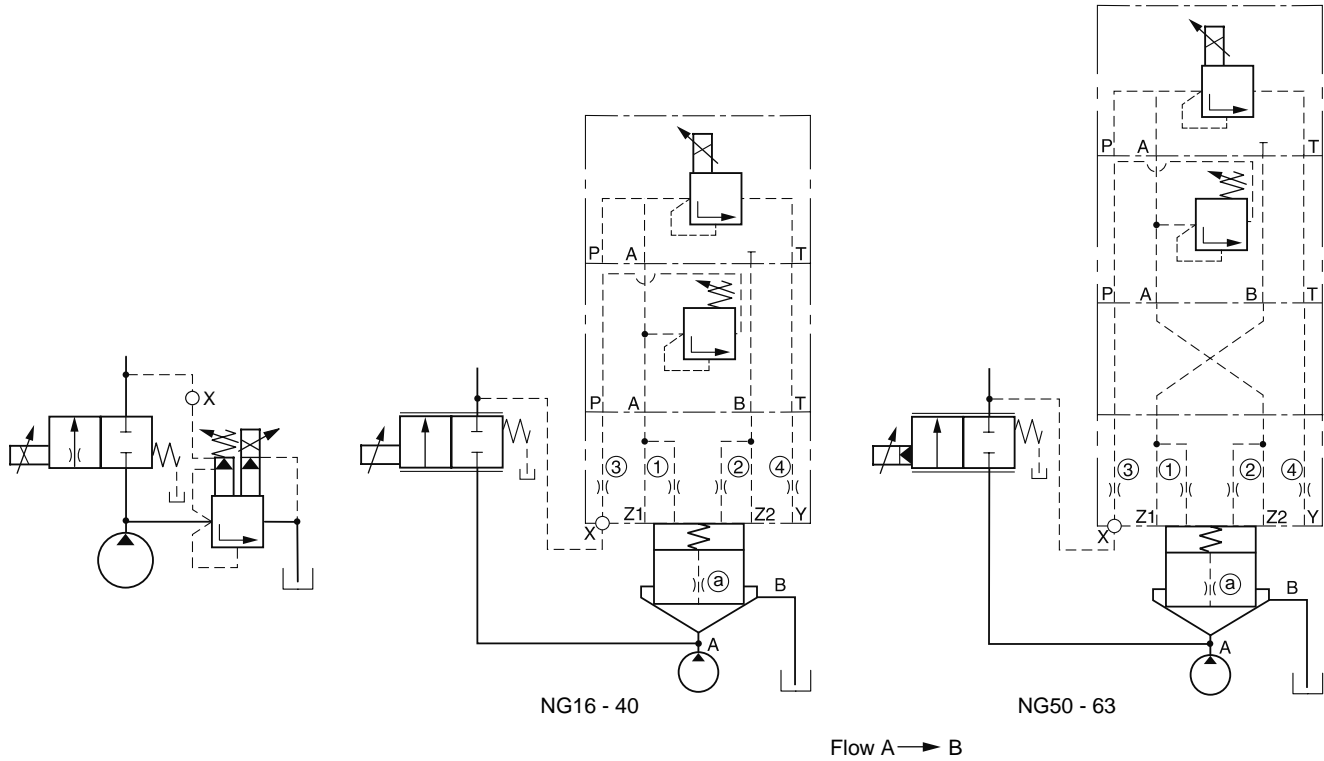 X
P A T
P A B T
③ ① ② ④
X Z1 Z2 Y
ⓐ
B
A
NG16 - 40
P A T
P A B T
③ ① ② ④
X Z1 Z2 Y
ⓐ
B
A
NG50 - 63
Flow A B